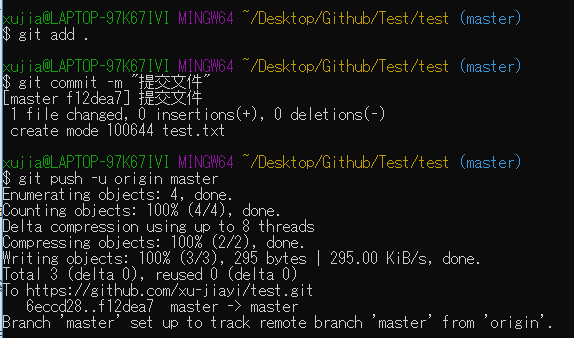 xujia@LAPTOP-97K67IVI MINGW64 ~/Desktop/Github/Test/test (master)
$ git add .
xujia@LAPTOP-97K67IVI MINGW64 ~/Desktop/Github/Test/test (master)
$ git commit -m "提交文件"
[master f12dea7] 提交文件
 1 file changed, 0 insertions(+), 0 deletions(-)
 create mode 100644 test.txt
xujia@LAPTOP-97K67IVI MINGW64 ~/Desktop/Github/Test/test (master)
$ git push -u origin master
Enumerating objects: 4, done.
Counting objects: 100% (4/4), done.
Delta compression using up to 8 threads
Compressing objects: 100% (2/2), done.
Writing objects: 100% (3/3), 295 bytes | 295.00 KiB/s, done.
Total 3 (delta 0), reused 0 (delta 0)
To https://github.com/xu-jiayi/test.git
   6eccd28..f12dea7  master -> master
Branch 'master' set up to track remote branch 'master' from 'origin'.